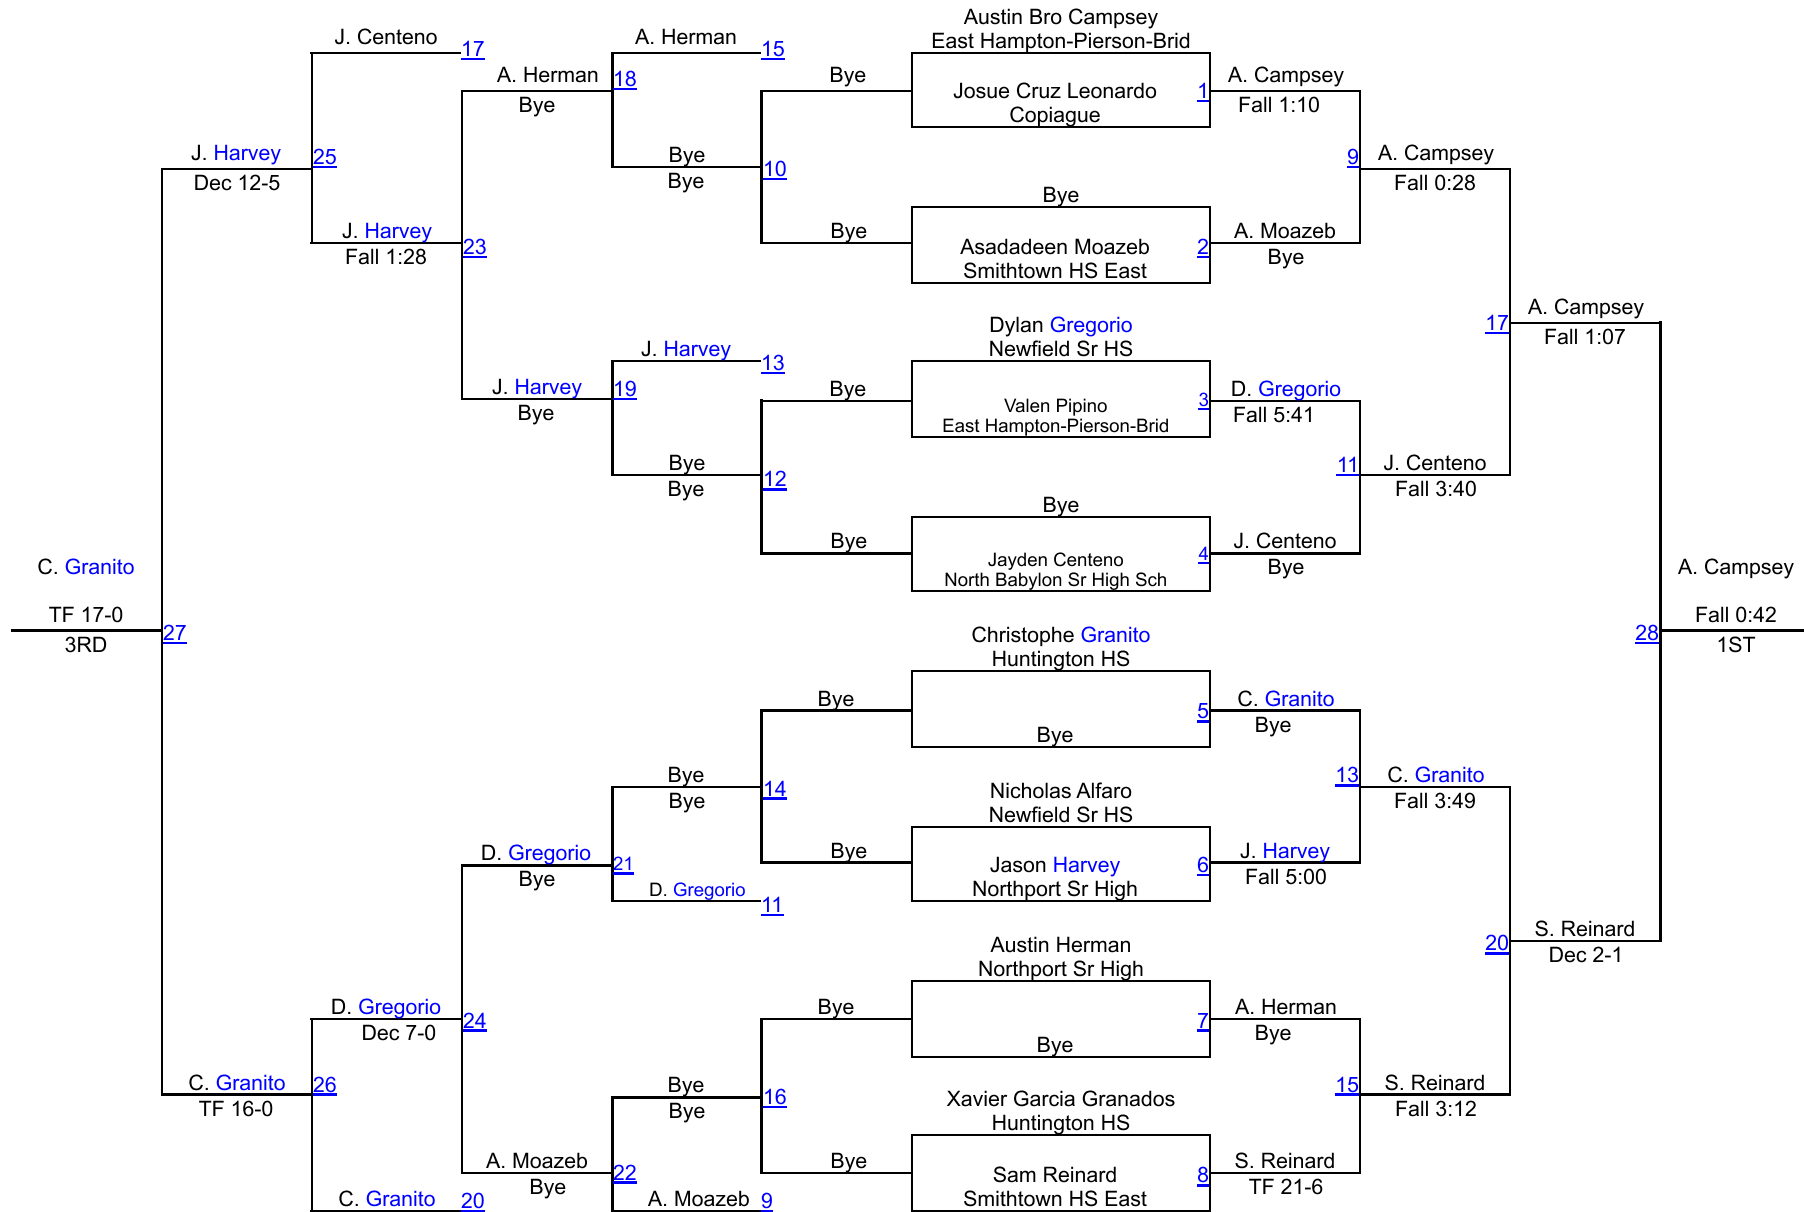 Austin Bro Campsey
East Hampton-Pierson-Brid
J. Centeno
17
A. Herman
15
A. Herman
18
Bye
Bye
Josue Cruz Leonardo
Copiague
1
A. Campsey
Fall 1:10
J. Harvey
25
Dec 12-5
Bye
10
Bye
9
A. Campsey
Fall 0:28
Bye
J. Harvey
23
Fall 1:28
Bye
Asadadeen Moazeb
Smithtown HS East
2
A. Moazeb
Bye
Dylan Gregorio
Newfield Sr HS
17
A. Campsey
Fall 1:07
J. Harvey
13
J. Harvey
19
Bye
Bye
Valen Pipino
East Hampton-Pierson-Brid
3
D. Gregorio
Fall 5:41
Bye
12
Bye
11
J. Centeno
Fall 3:40
Bye
Bye
Jayden Centeno
North Babylon Sr High Sch
4
J. Centeno
Bye
C. Granito
TF 17-0
27
3RD
A. Campsey
Fall 0:42
28
1ST
Christophe Granito
Huntington HS
Bye
5
Bye
C. Granito
Bye
Bye
14
Bye
Nicholas Alfaro
Newfield Sr HS
13
C. Granito
Fall 3:49
D. Gregorio
21
Bye
D. Gregorio
11
Bye
Jason Harvey
Northport Sr High
6
J. Harvey
Fall 5:00
Austin Herman
Northport Sr High
20
S. Reinard
Dec 2-1
D. Gregorio
24
Dec 7-0
Bye
7
Bye
A. Herman
Bye
C. Granito
26
TF 16-0
Bye
16
Bye
Xavier Garcia Granados
Huntington HS
15
S. Reinard
Fall 3:12
A. Moazeb
22
Bye
Bye
Sam Reinard
Smithtown HS East
8
S. Reinard
TF 21-6
C. Granito
20
A. Moazeb
9